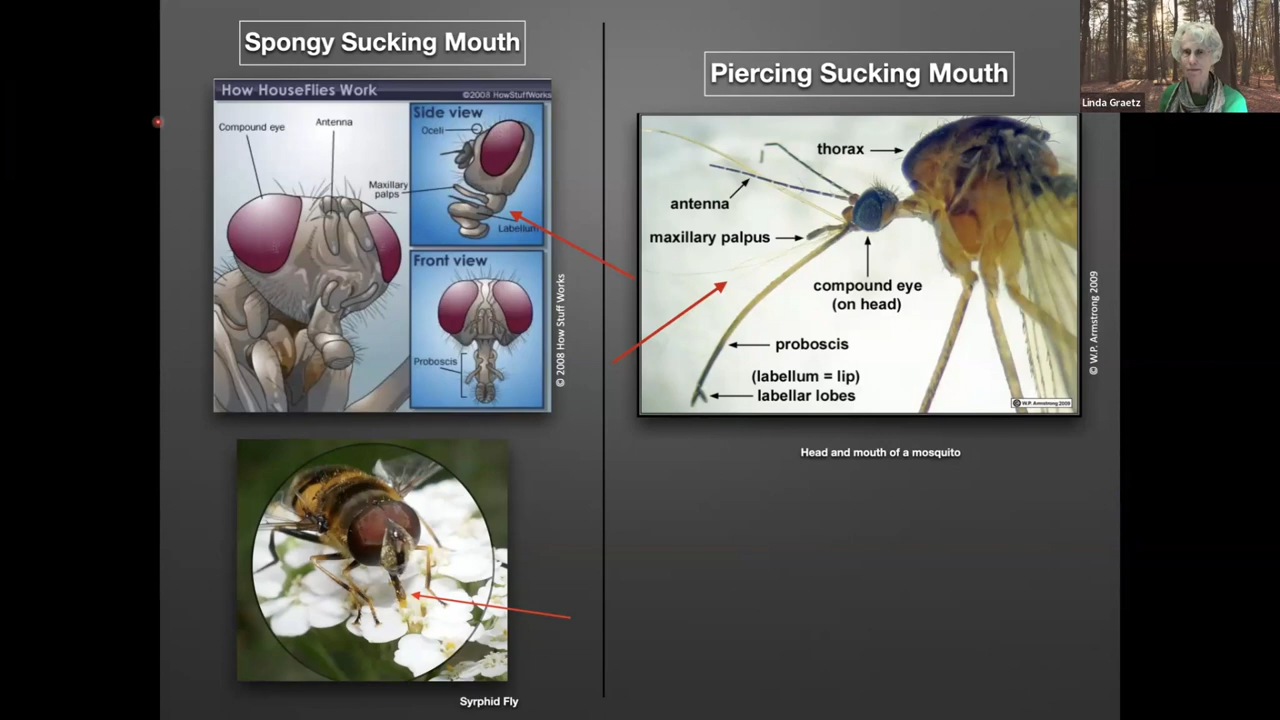 Spongy Sucking Mouth
How HouseFlies Work
©2008 HowStuffWorks
Compound eye
Antenna
Side view
Oceli
Maxillary
palps
Labellum
Front view
Proboscis
© 2008 How Stuff Works
Syrphid Fly
Piercing Sucking Mouth
thorax
antenna
maxillary palpus
compound eye
(on head)
proboscis
(labellum = lip)
labellar lobes
© W.P. Armstrong 2009
© W.P. Armstrong 2009
Head and mouth of a mosquito
Linda Graetz